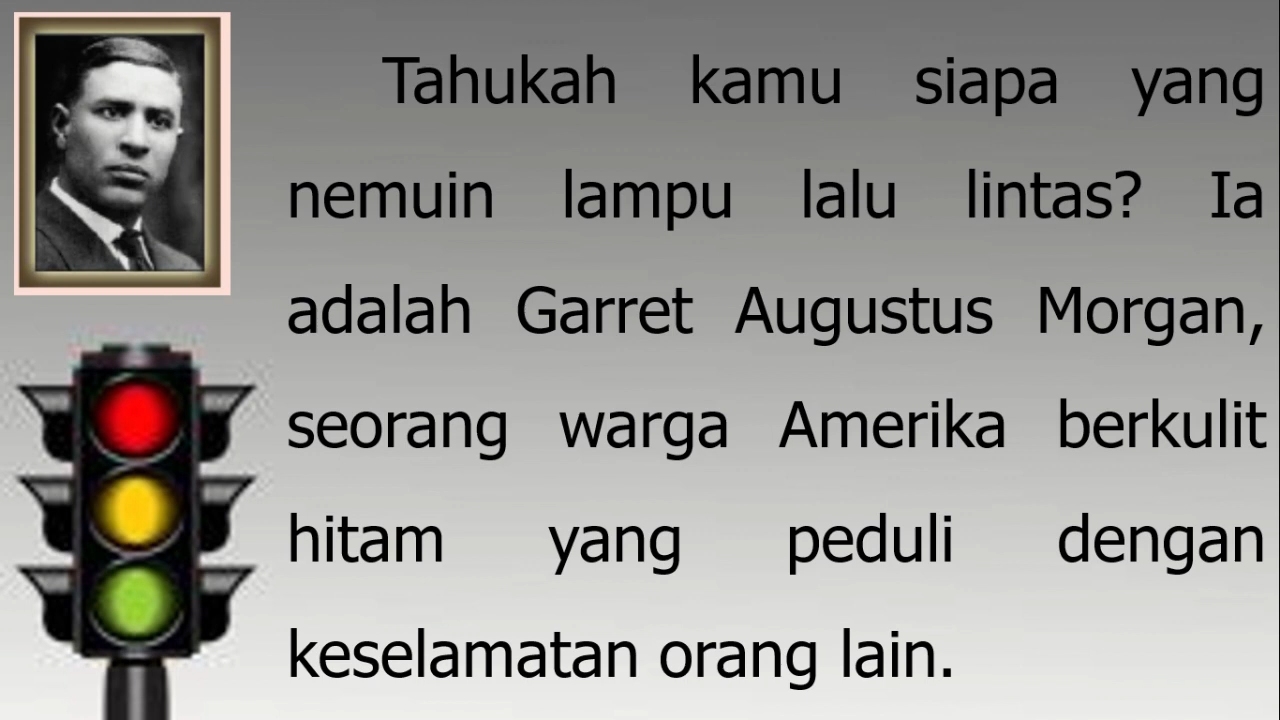 Tahukah kamu siapa yang
nemuin lampu lalu lintas? Ia
adalah Garret Augustus Morgan,
seorang warga Amerika berkulit
hitam yang peduli dengan
keselamatan orang lain.